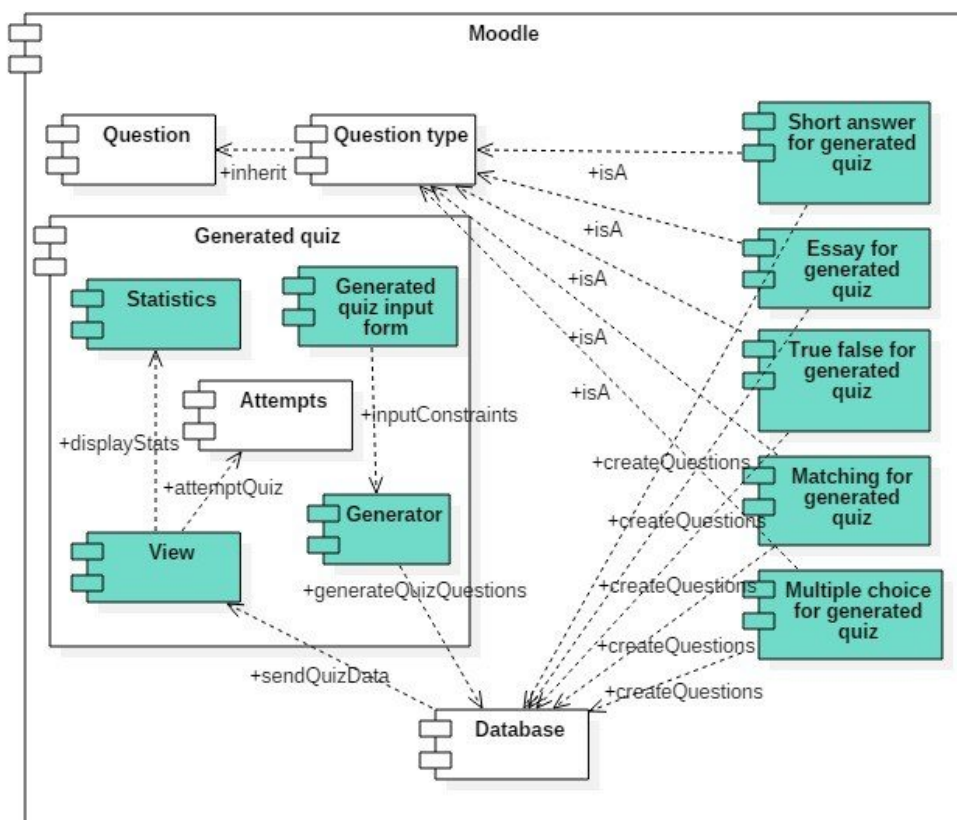 Moodle
Question
Question type
Short answer
for generated
quiz
+inherit
+isA
Generated quiz
+isA
Essay for
generated
quiz
Statistics
Generated
quiz input
form
+isA
True false for
generated
quiz
+isA
Attempts
+inputConstraints
+isA
+displayStats
+attemptQuiz
+createQuestions
Matching for
generated
quiz
Generator
+createQuestions
View
+generateQuizQuestions
+createQuestions
Multiple choice
for generated
quiz
+createQuestions
+sendQuizData
+createQuestions
Database